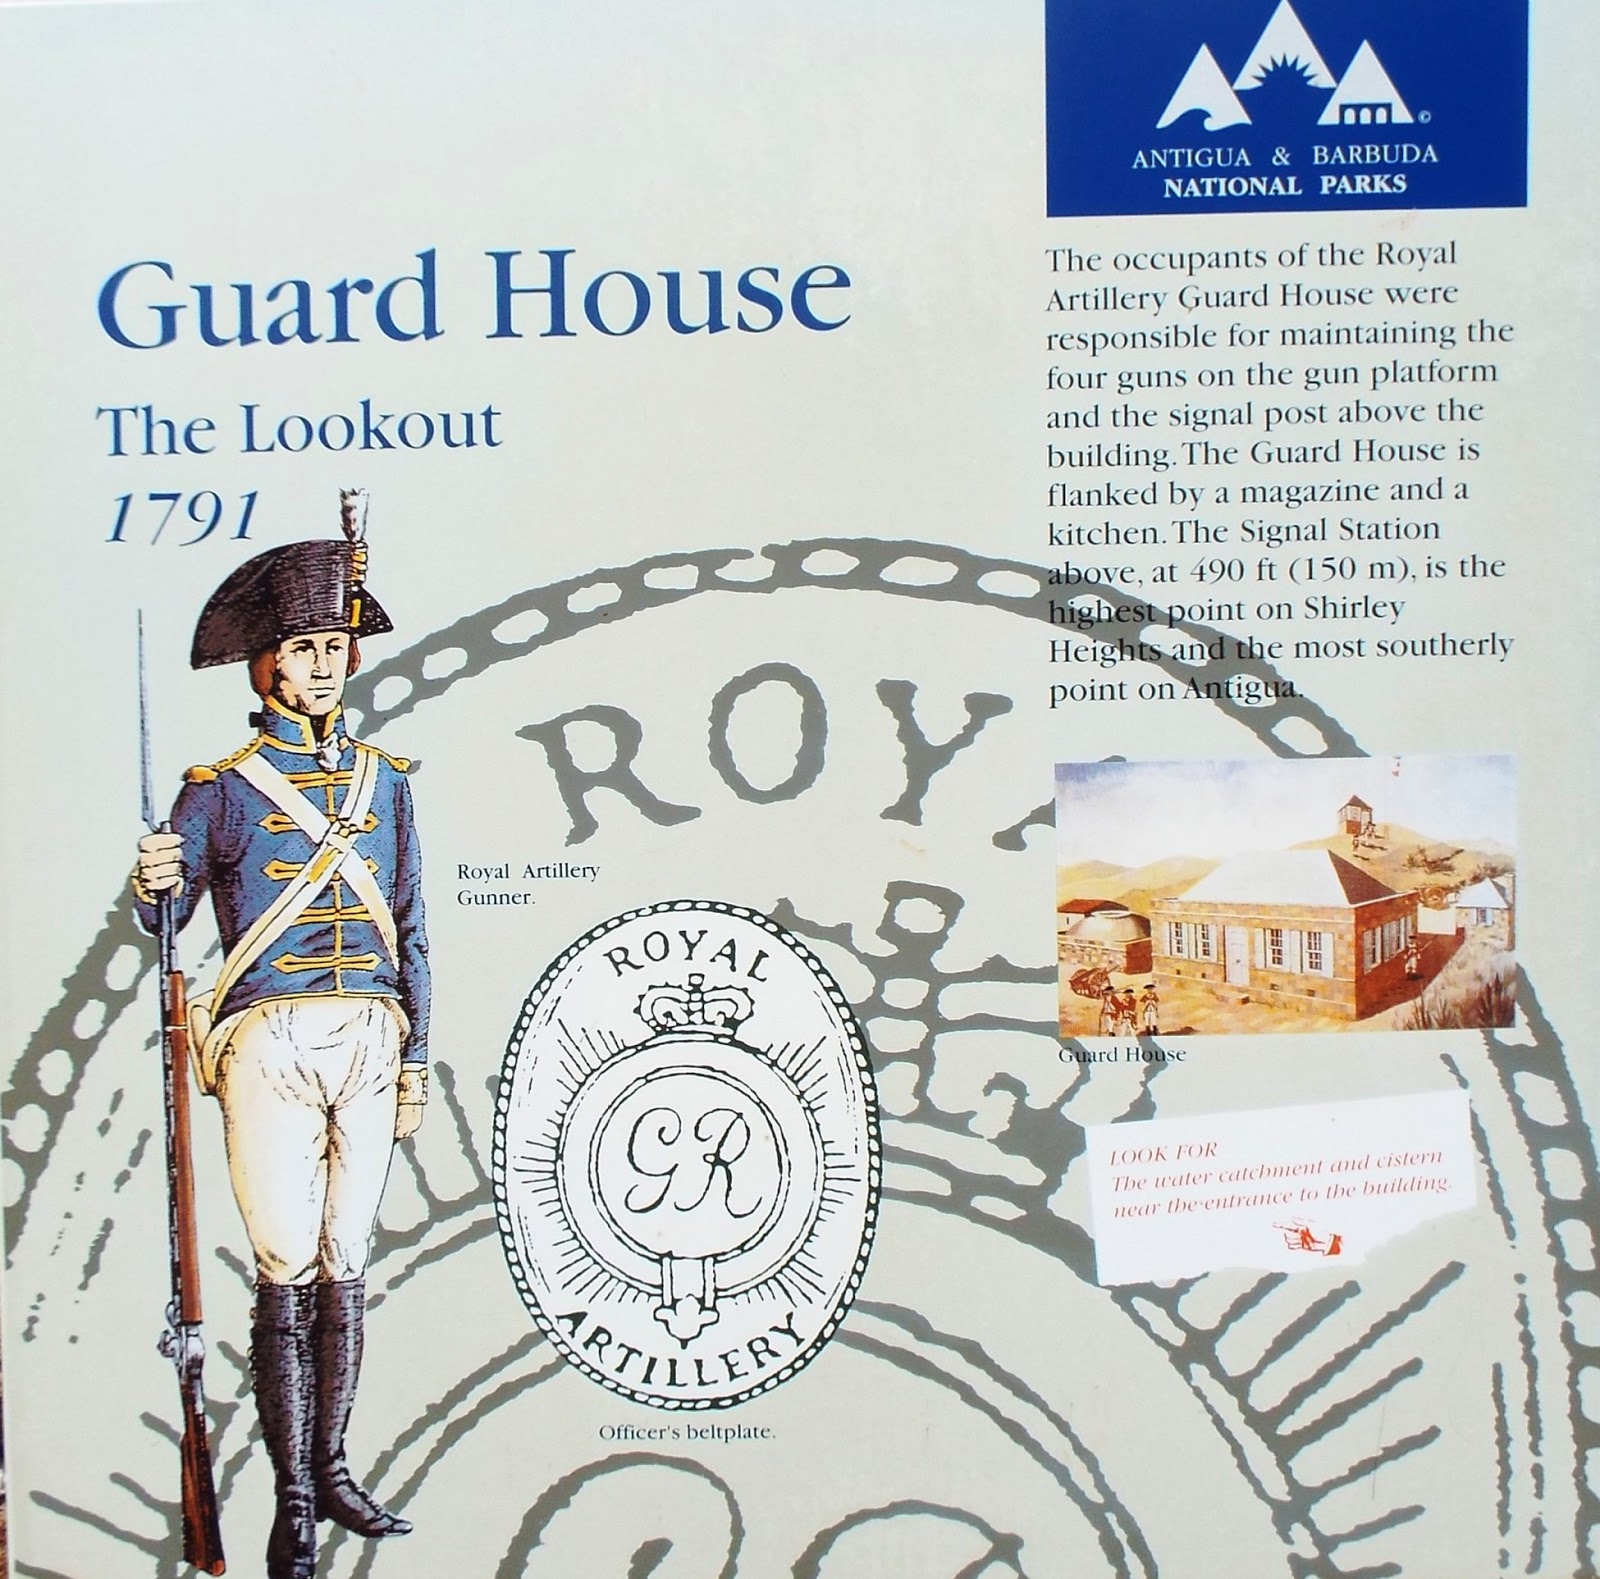 ANTIGUA & BARBUDA
NATIONAL PARKS
©
Guard House
The Lookout
1791
The occupants of the Royal
Artillery Guard House were
responsible for maintaining the
four guns on the gun platform
and the signal post above the
building. The Guard House is
flanked by a magazine and a
kitchen. The Signal Station
above, at 490 ft (150 m), is the
highest point on Shirley
Heights and the most southerly
point on Antigua.
ROYA
Royal Artillery
Gunner.
ROYAL
GR
ARTILLERY
Officer's beltplate.
Guard House
LOOK FOR
The water catchment and cistern
near the entrance to the building.